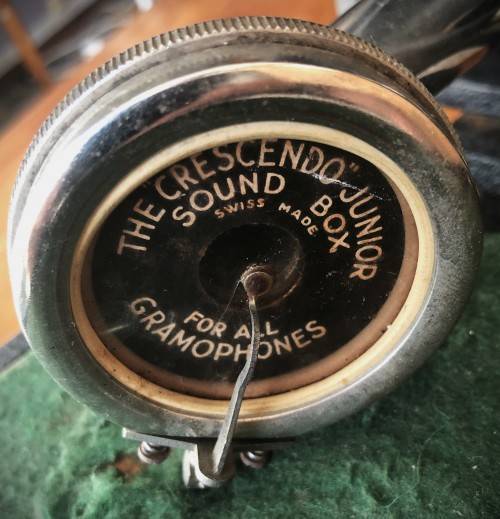 THE "CRESCENDO" JUNIOR
SOUND BOX
SWISS MADE
FOR ALL
GRAMOPHONES